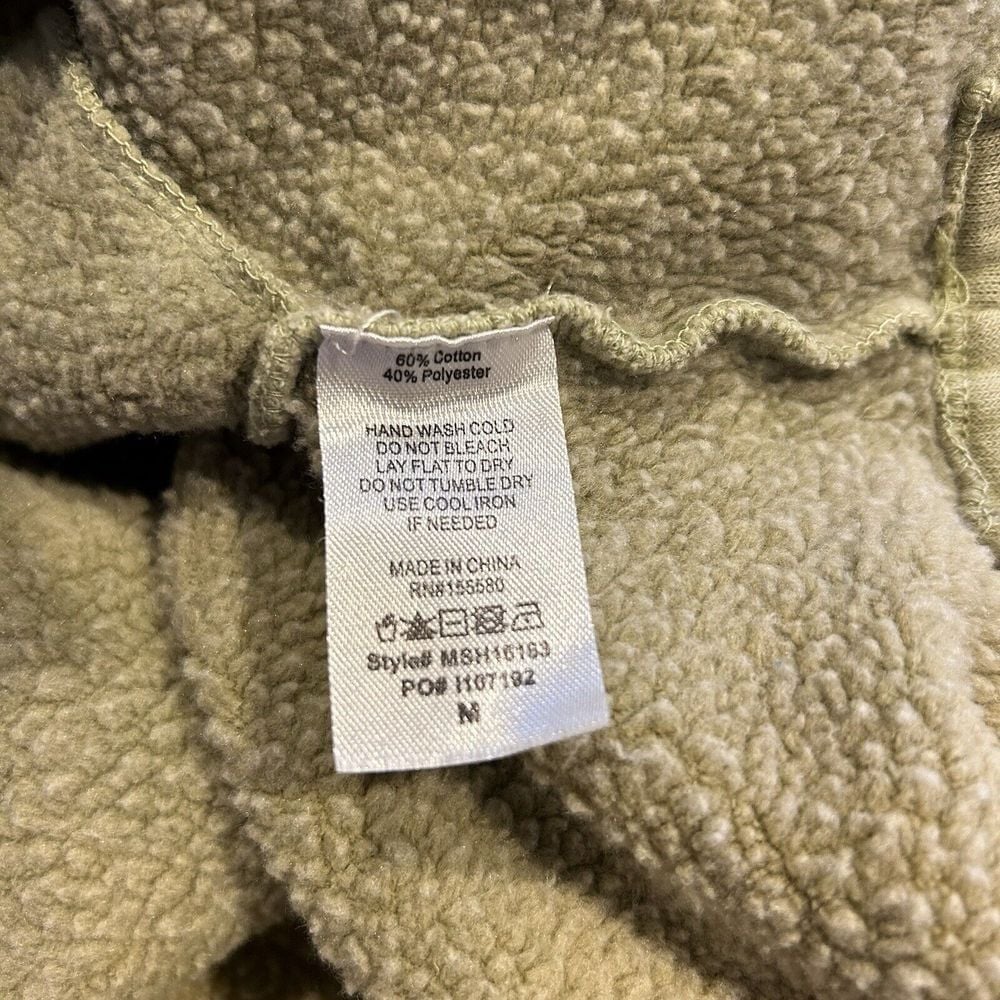 60% Cotton
40% Polyester
HAND WASH COLD
DO NOT BLEACH
LAY FLAT TO DRY
DO NOT TUMBLE DRY
USE COOL IRON
IF NEEDED
MADE IN CHINA
RN#155580
Style# MSH16163
PO# I107192
M